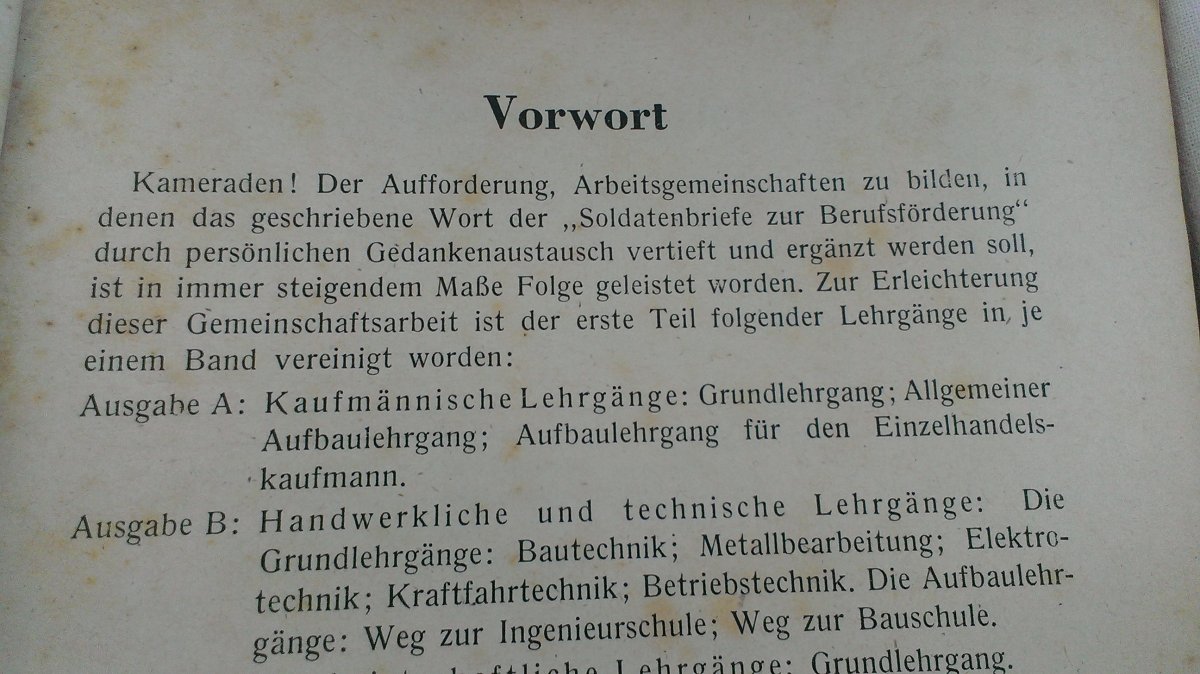 Vorwort
Kameraden! Der Aufforderung, Arbeitsgemeinschaften zu bilden, in
denen das geschriebene Wort der „Soldatenbriefe zur Berufsförderung“
durch persönlichen Gedankenaustausch vertieft und ergänzt werden soll,
ist in immer steigendem Maße Folge geleistet worden. Zur Erleichterung
dieser Gemeinschaftsarbeit ist der erste Teil folgender Lehrgänge in je
einem Band vereinigt worden:
Ausgabe A: Kaufmännische Lehrgänge: Grundlehrgang; Allgemeiner
Aufbaulehrgang; Aufbaulehrgang für den Einzelhandels-
kaufmann.
Ausgabe B: Handwerkliche und technische Lehrgänge: Die
Grundlehrgänge: Bautechnik; Metallbearbeitung; Elektro-
technik; Kraftfahrtechnik; Betriebstechnik. Die Aufbaulehr-
gänge: Weg zur Ingenieurschule; Weg zur Bauschule.
Lehrgänge: Grundlehrgang.